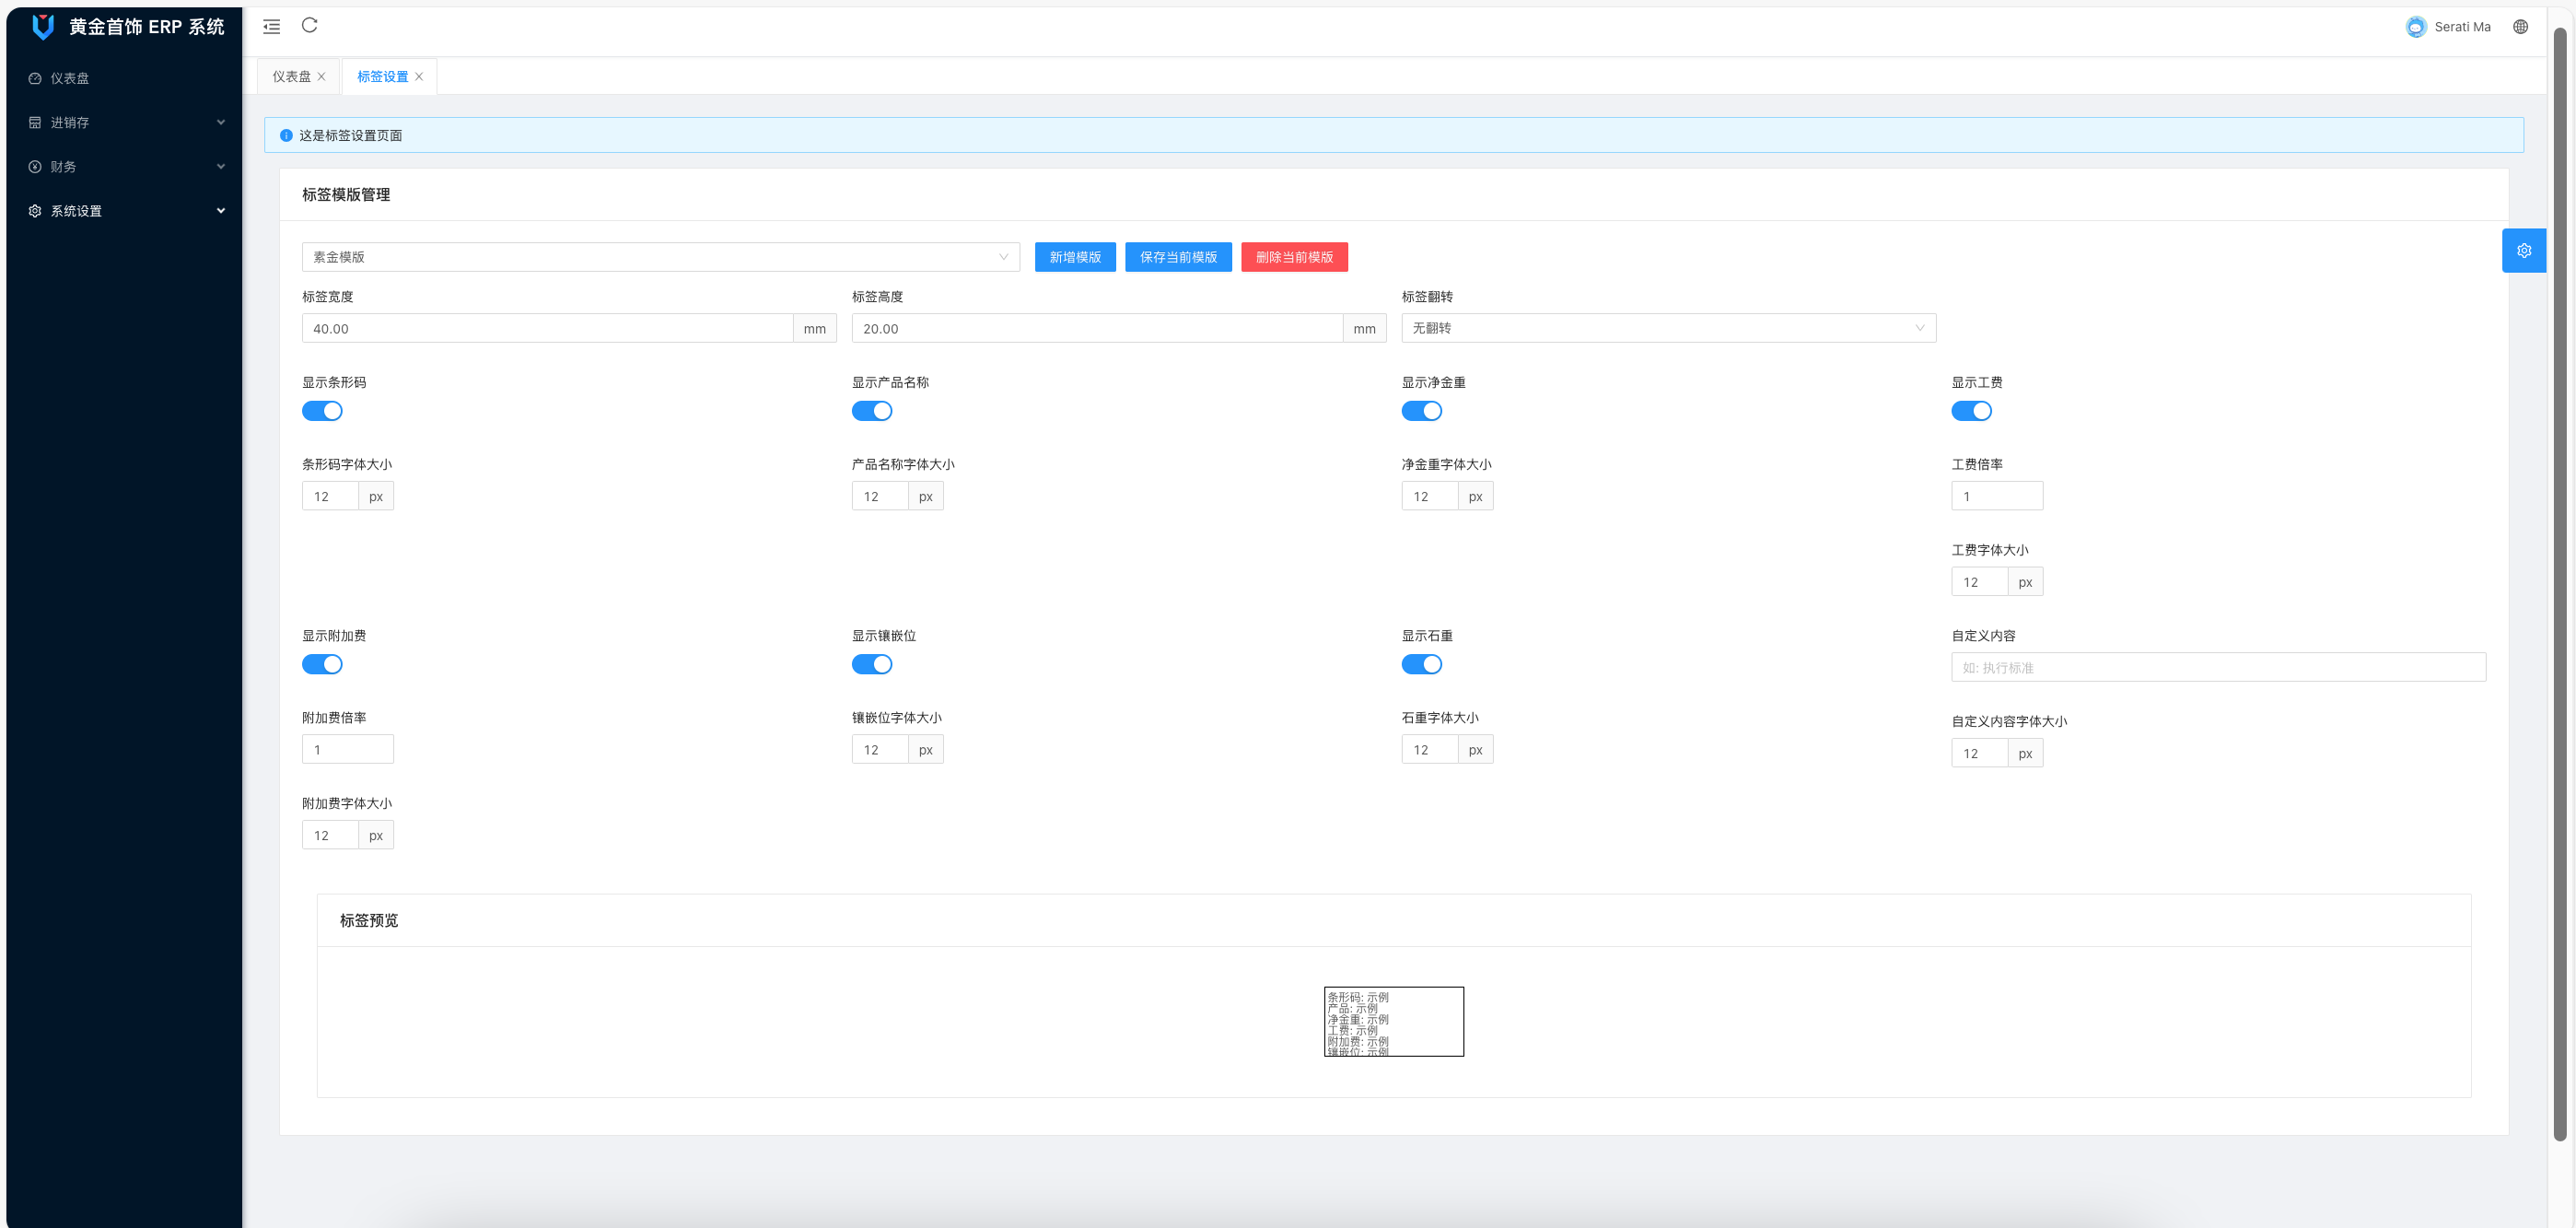 黄金首饰 ERP 系统
Serati Ma
仪表盘
进销存
财务
系统设置
仪表盘
标签设置
这是标签设置页面
标签模版管理
素金模版
新增模版 保存当前模版 删除当前模版
标签宽度 标签高度 标签翻转
40.00 mm 20.00 mm 无翻转
显示条形码 显示产品名称 显示净金重 显示工费
条形码字体大小 产品名称字体大小 净金重字体大小 工费倍率
12 px 12 px 12 px 1
工费字体大小
12 px
显示附加费 显示镶嵌位 显示石重 自定义内容
如: 执行标准
附加费倍率 镶嵌位字体大小 石重字体大小 自定义内容字体大小
1 12 px 12 px 12 px
附加费字体大小
12 px
标签预览
条形码: 示例
产品: 示例
净金重: 示例
工费: 示例
附加费: 示例
镶嵌位: 示例